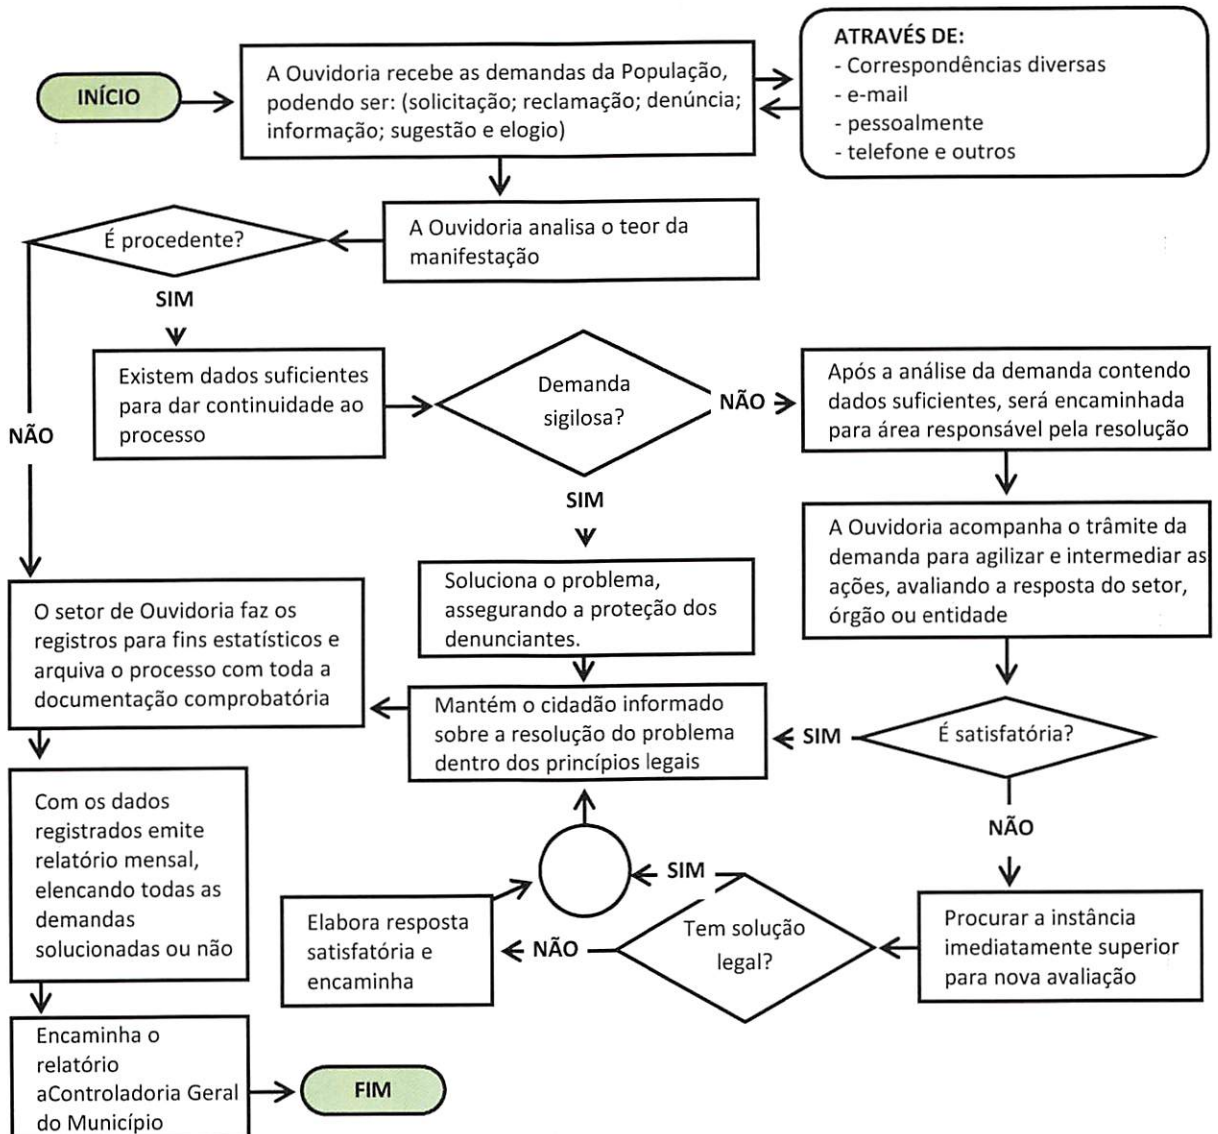 INÍCIO
A Ouvidoria recebe as demandas da População,
podendo ser: (solicitação; reclamação; denúncia;
informação; sugestão e elogio)
ATRAVÉS DE:
- Correspondências diversas
- e-mail
- pessoalmente
- telefone e outros
A Ouvidoria analisa o teor da
manifestação
É procedente?
SIM
NÃO
Existem dados suficientes
para dar continuidade ao
processo
Demanda
sigilosa?
NÃO
Após a análise da demanda contendo
dados suficientes, será encaminhada
para área responsável pela resolução
SIM
A Ouvidoria acompanha o trâmite da
demanda para agilizar e intermediar as
ações, avaliando a resposta do setor,
órgão ou entidade
Soluciona o problema,
assegurando a proteção dos
denunciantes.
O setor de Ouvidoria faz os
registros para fins estatísticos e
arquiva o processo com toda a
documentação comprobatória
Mantém o cidadão informado
sobre a resolução do problema
dentro dos princípios legais
SIM
É satisfatória?
NÃO
Com os dados
registrados emite
relatório mensal,
elencando todas as
demandas
solucionadas ou não
SIM
Elabora resposta
satisfatória e
encaminha
NÃO
Tem solução
legal?
Procurar a instância
imediatamente superior
para nova avaliação
Encaminha o
relatório
aControladoria Geral
do Município
FIM